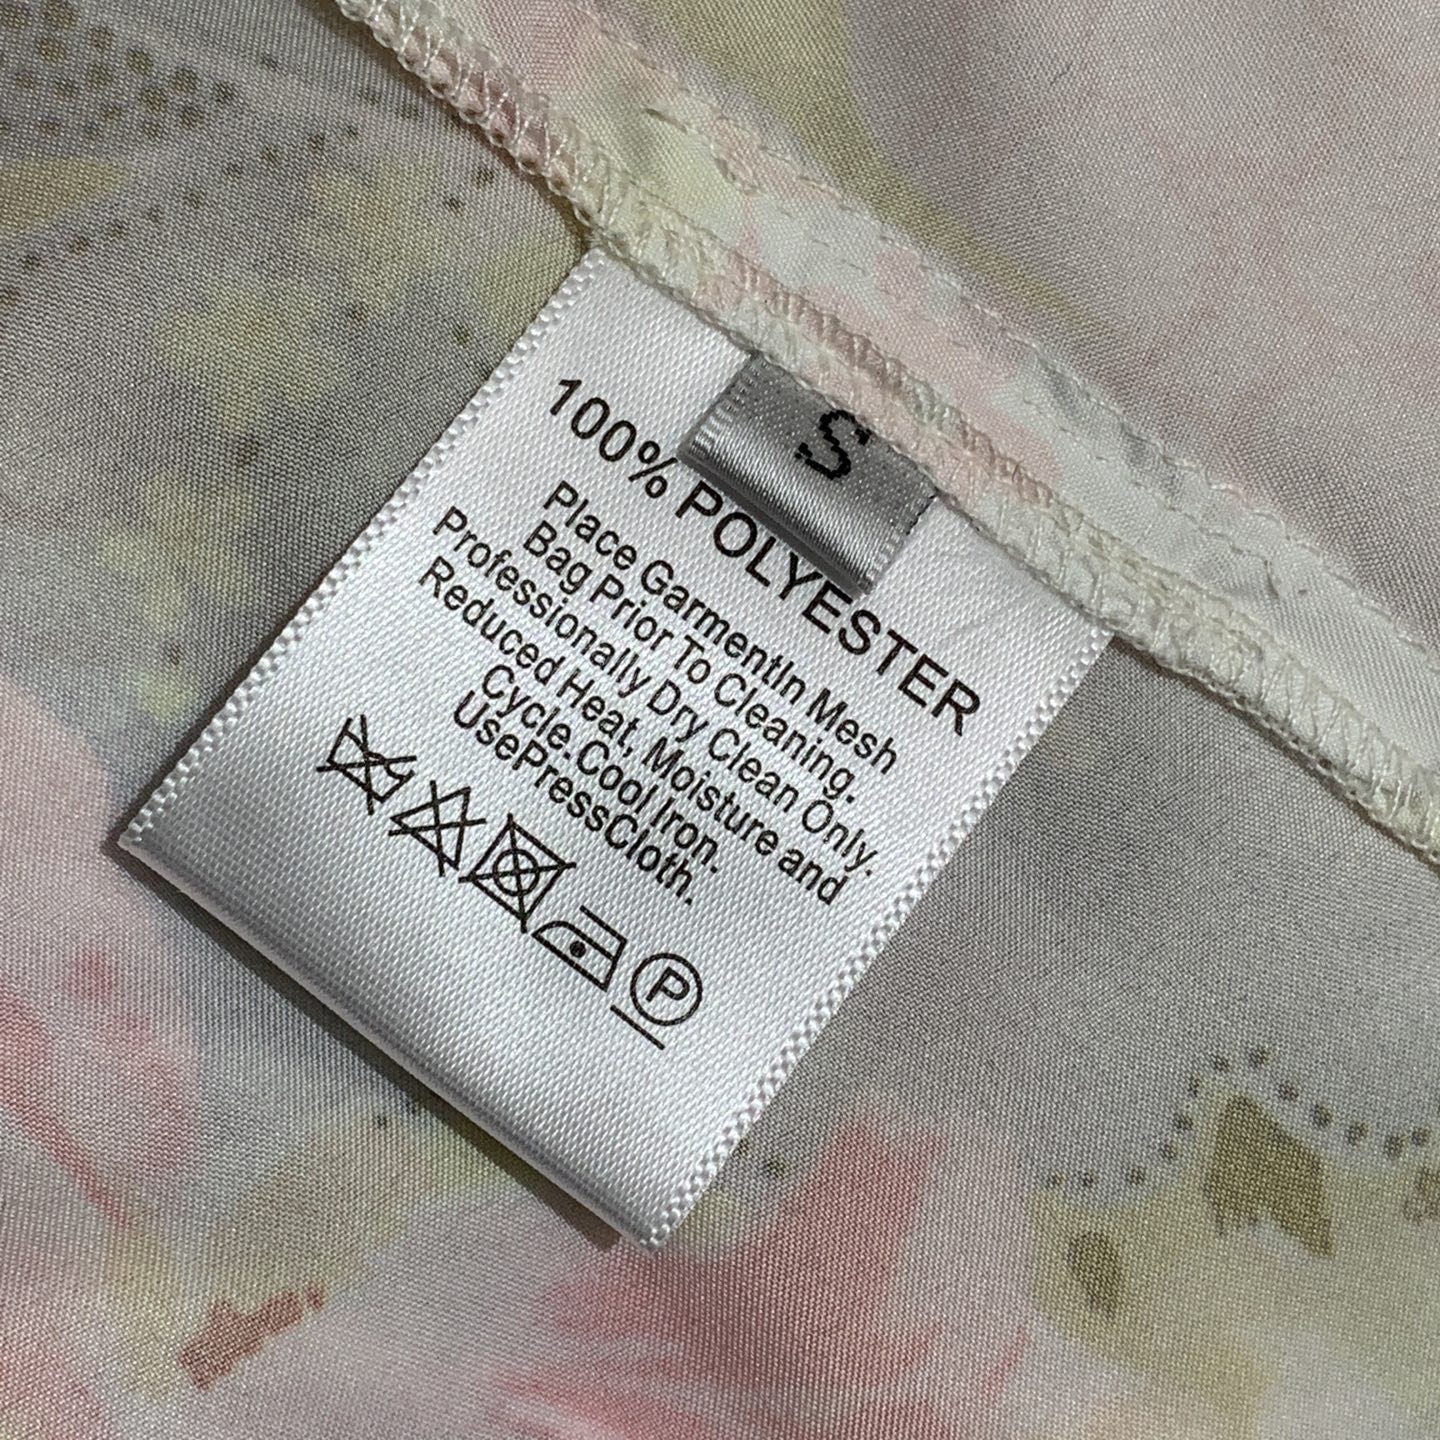 S
100% POLYESTER
Place GarmentIn Mesh
Bag Prior To Cleaning.
Professionally Dry Clean Only.
Reduced Heat, Moisture and
Cycle.Cool Iron.
UsePressCloth.
P